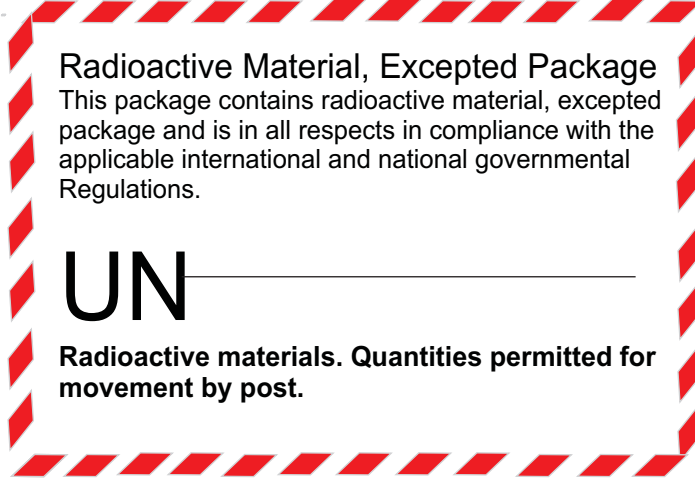 Radioactive Material, Excepted Package
This package contains radioactive material, excepted
package and is in all respects in compliance with the
applicable international and national governmental
Regulations.
UN
Radioactive materials. Quantities permitted for
movement by post.